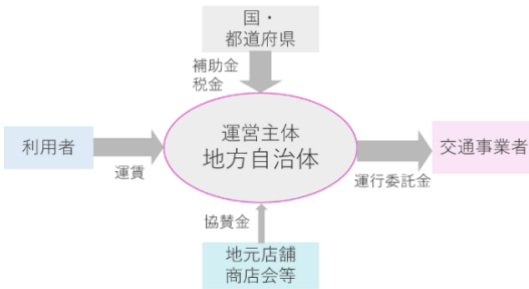 国・
都道府県
補助金
税金
運営主体
地方自治体
利用者
運賃
交通事業者
運行委託金
協賛金
地元店舗
商店会等